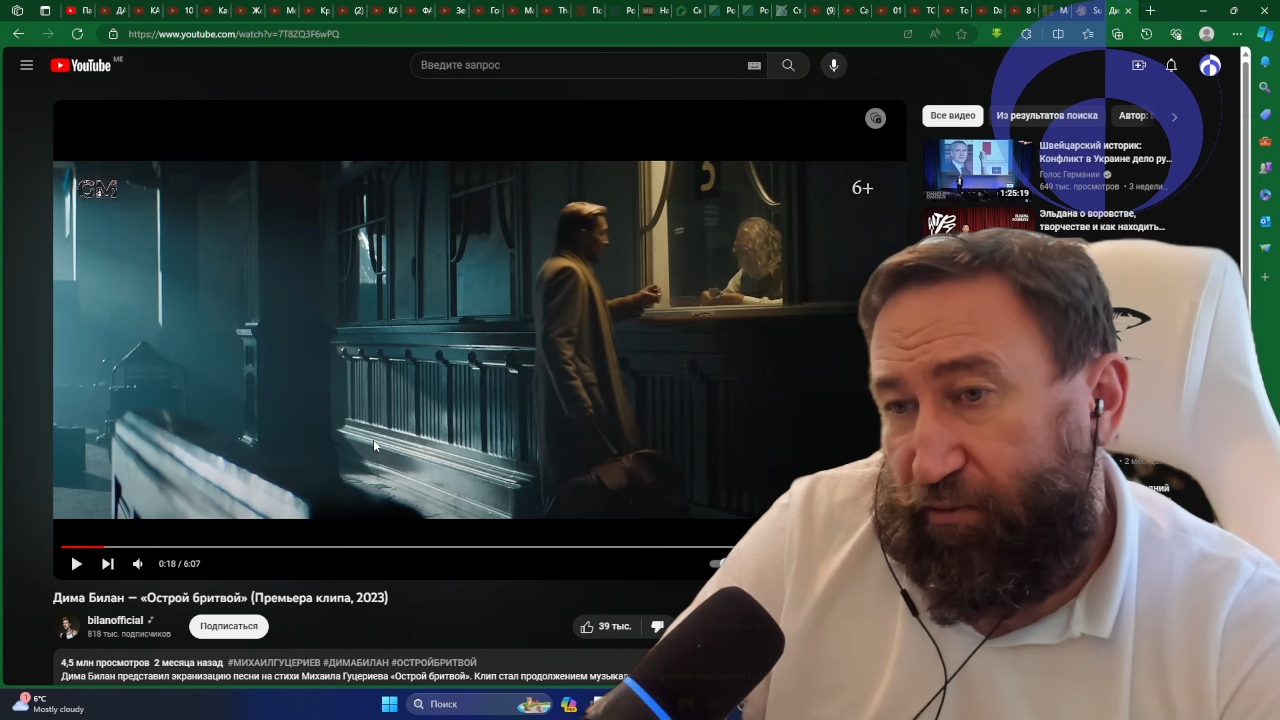 https://www.youtube.com/watch?v=7T8ZQ3F6wPQ
YouTube ME
Введите запрос
6+
Все видео
Из результатов поиска
Автор:
Швейцарский историк:
Конфликт в Украине дело ру...
Голос Германии
649 тыс. просмотров • 3 недели...
1:25:19
Эльдана о воровстве,
творчестве и как находить...
0:18 / 6:07
Дима Билан — «Острой бритвой» (Премьера клипа, 2023)
bilanofficial
818 тыс. подписчиков
Подписаться
39 тыс.
4,5 млн просмотров 2 месяца назад #МИХАИЛГУЦЕРИЕВ #ДИМАБИЛАН #ОСТРОЙБРИТВОЙ
Дима Билан представил экранизацию песни на стихи Михаила Гуцериева «Острой бритвой». Клип стал продолжением музыкал
6°C
Mostly cloudy
Поиск